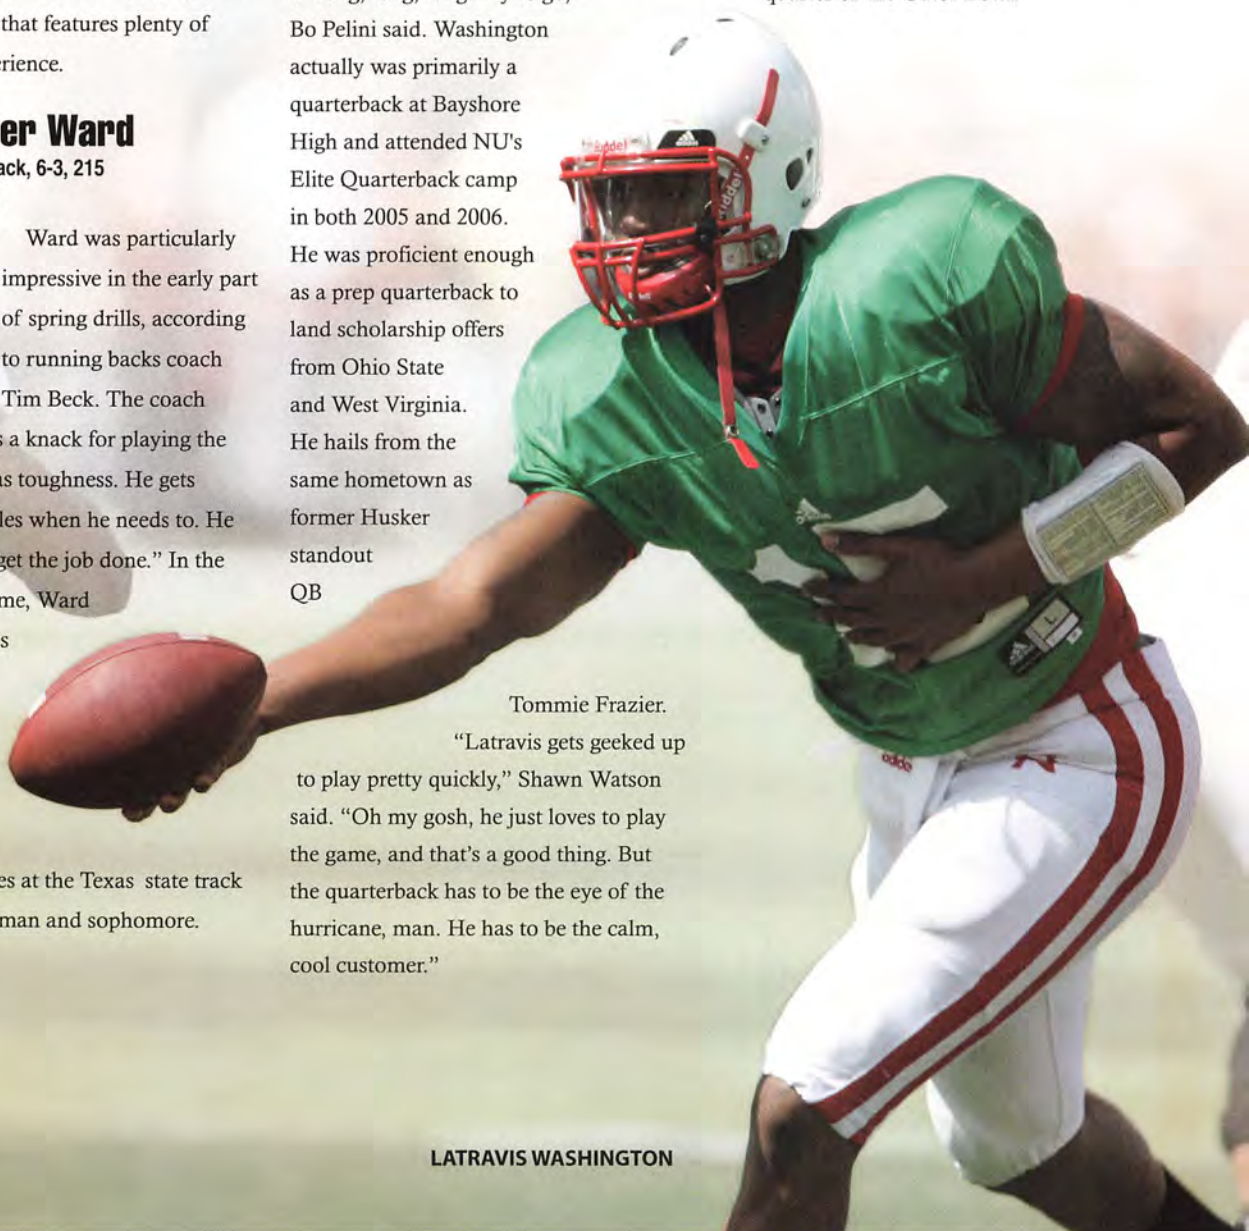 that features plenty of
rience.
er Ward
ack, 6-3, 215
Ward was particularly
impressive in the early part
of spring drills, according
to running backs coach
Tim Beck. The coach
s a knack for playing the
as toughness. He gets
les when he needs to. He
get the job done.” In the
me, Ward
s
es at the Texas state track
man and sophomore.
Bo Pelini said. Washington
actually was primarily a
quarterback at Bayshore
High and attended NU's
Elite Quarterback camp
in both 2005 and 2006.
He was proficient enough
as a prep quarterback to
land scholarship offers
from Ohio State
and West Virginia.
He hails from the
same hometown as
former Husker
standout
QB
Tommie Frazier.
“Latravis gets geeked up
to play pretty quickly,” Shawn Watson
said. “Oh my gosh, he just loves to play
the game, and that’s a good thing. But
the quarterback has to be the eye of the
hurricane, man. He has to be the calm,
cool customer.”
Riddell
adidas
Riddell
adidas
L
adidas
N
LATRAVIS WASHINGTON